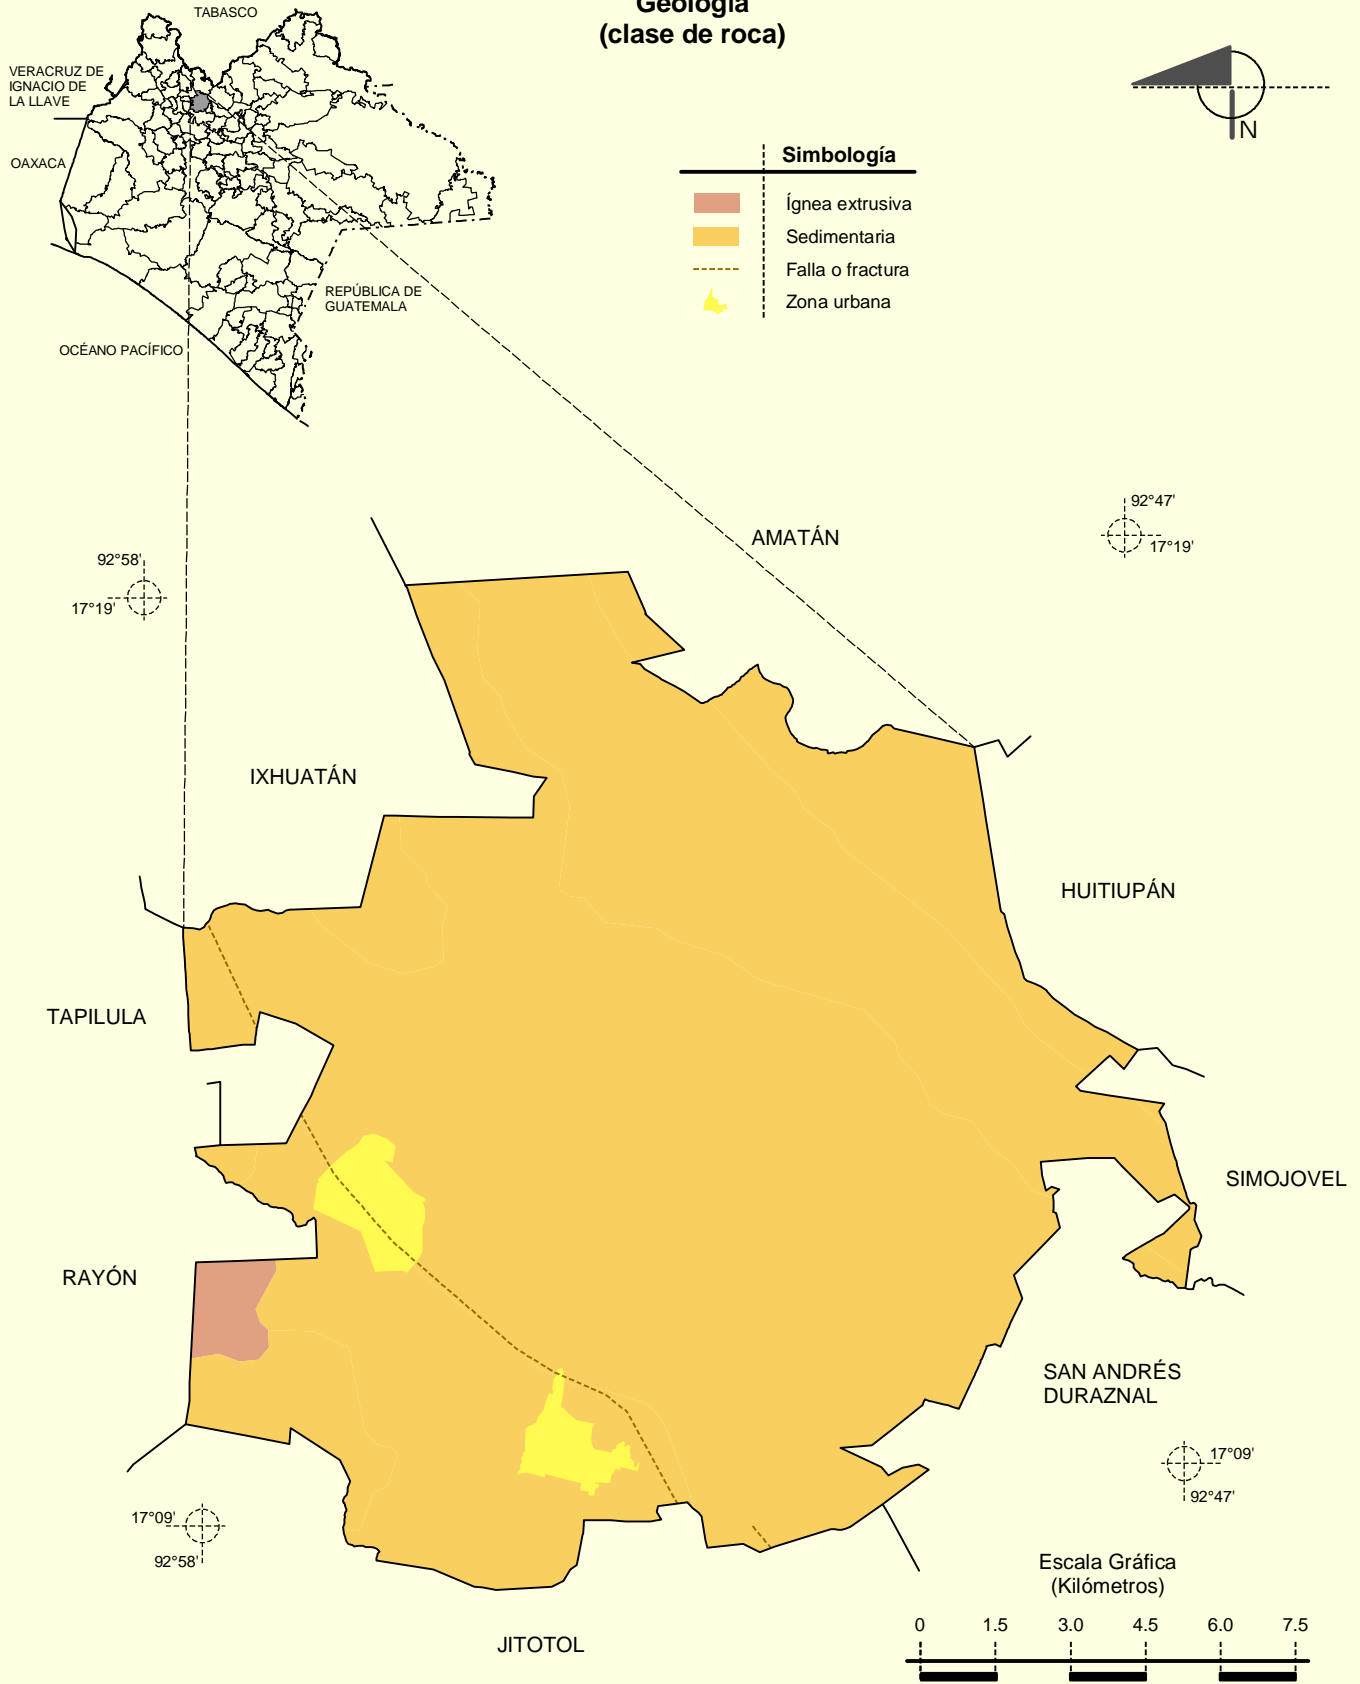 Geología
(clase de roca)
TABASCO
VERACRUZ DE
IGNACIO DE
LA LLAVE
OAXACA
REPÚBLICA DE
GUATEMALA
OCÉANO PACÍFICO
N
Simbología
Ígnea extrusiva
Sedimentaria
Falla o fractura
Zona urbana
92°47'
17°19'
92°58'
17°19'
AMATÁN
IXHUATÁN
HUITIUPÁN
TAPILULA
SIMOJOVEL
RAYÓN
SAN ANDRÉS
DURAZNAL
17°09'
92°47'
17°09'
92°58'
JITOTOL
Escala Gráfica
(Kilómetros)
0 1.5 3.0 4.5 6.0 7.5